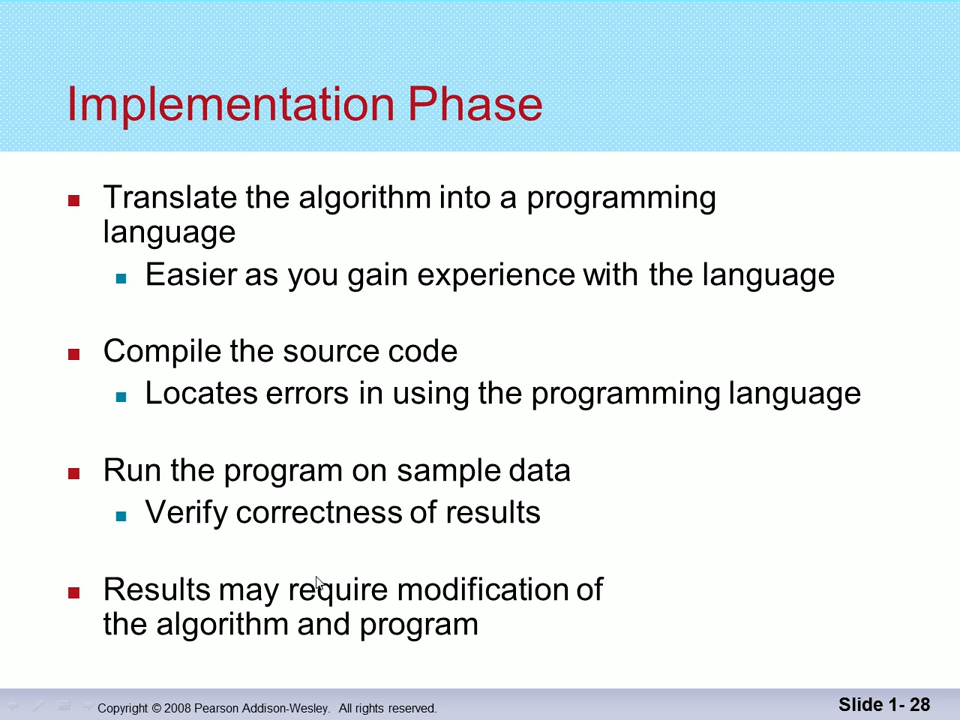 Implementation Phase
Translate the algorithm into a programming
language
Easier as you gain experience with the language
Compile the source code
Locates errors in using the programming language
Run the program on sample data
Verify correctness of results
Results may require modification of
the algorithm and program
Copyright © 2008 Pearson Addison-Wesley. All rights reserved.
Slide 1- 28